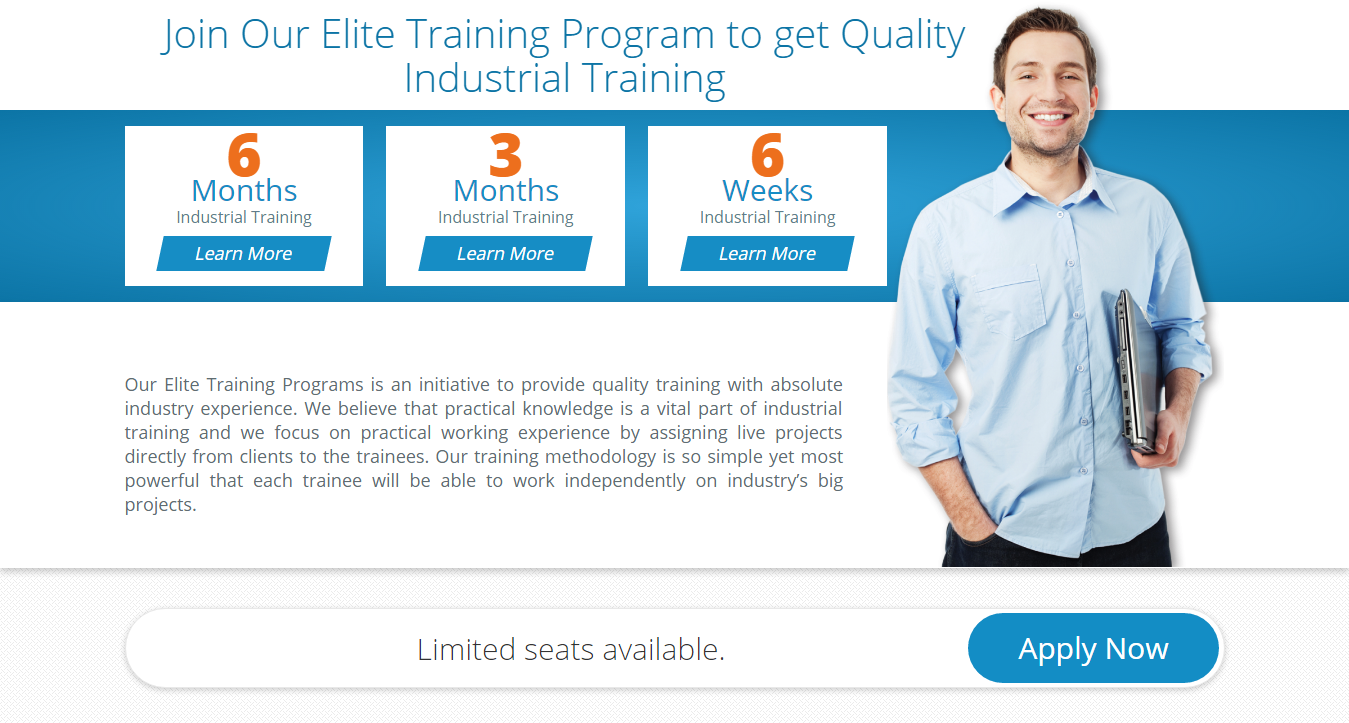 Join Our Elite Training Program to get Quality
Industrial Training
6
Months
Industrial Training
Learn More
3
Months
Industrial Training
Learn More
6
Weeks
Industrial Training
Learn More
Our Elite Training Programs is an initiative to provide quality training with absolute
industry experience. We believe that practical knowledge is a vital part of industrial
training and we focus on practical working experience by assigning live projects
directly from clients to the trainees. Our training methodology is so simple yet most
powerful that each trainee will be able to work independently on industry’s big
projects.
Limited seats available.
Apply Now